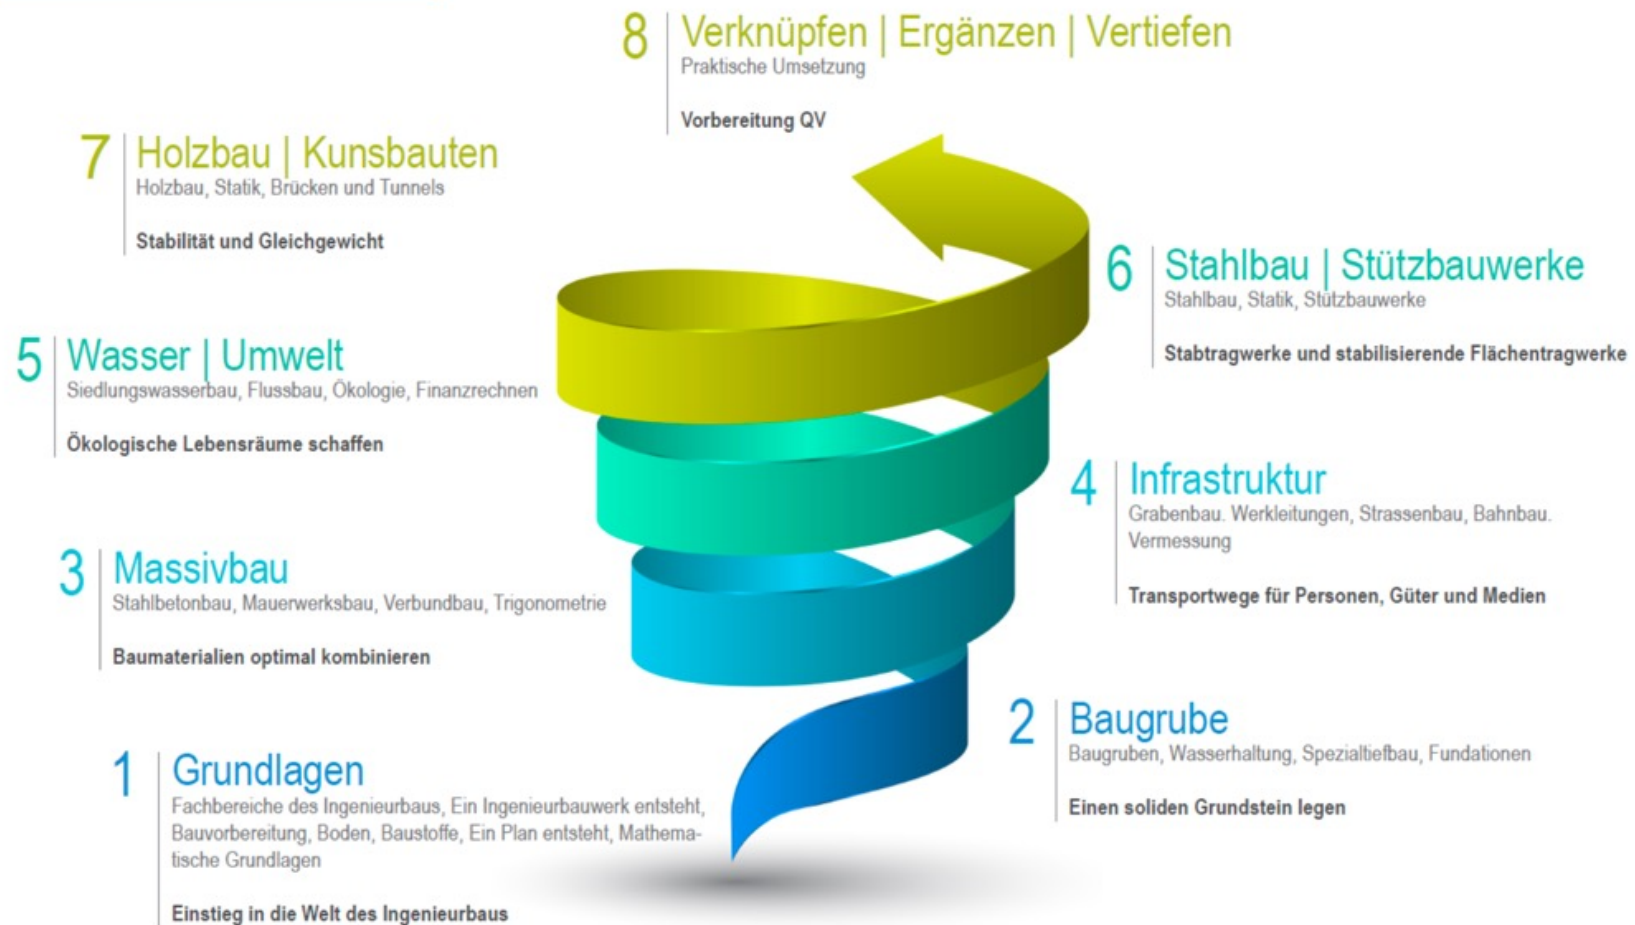 8 Verknüpfen | Ergänzen | Vertiefen
Praktische Umsetzung
Vorbereitung QV
7 Holzbau | Kunsbauten
Holzbau, Statik, Brücken und Tunnels
Stabilität und Gleichgewicht
6 Stahlbau | Stützbauwerke
Stahlbau, Statik, Stützbauwerke
Stabtragwerke und stabilisierende Flächentragwerke
5 Wasser | Umwelt
Siedlungswasserbau, Flussbau, Ökologie, Finanzrechnen
Ökologische Lebensräume schaffen
4 Infrastruktur
Grabenbau. Werkleitungen, Strassenbau, Bahnbau.
Vermessung
Transportwege für Personen, Güter und Medien
3 Massivbau
Stahlbetonbau, Mauerwerksbau, Verbundbau, Trigonometrie
Baumaterialien optimal kombinieren
2 Baugrube
Baugruben, Wasserhaltung, Spezialtiefbau, Fundationen
Einen soliden Grundstein legen
1 Grundlagen
Fachbereiche des Ingenieurbaus, Ein Ingenieurbauwerk entsteht,
Bauvorbereitung, Boden, Baustoffe, Ein Plan entsteht, Mathema-
tische Grundlagen
Einstieg in die Welt des Ingenieurbaus